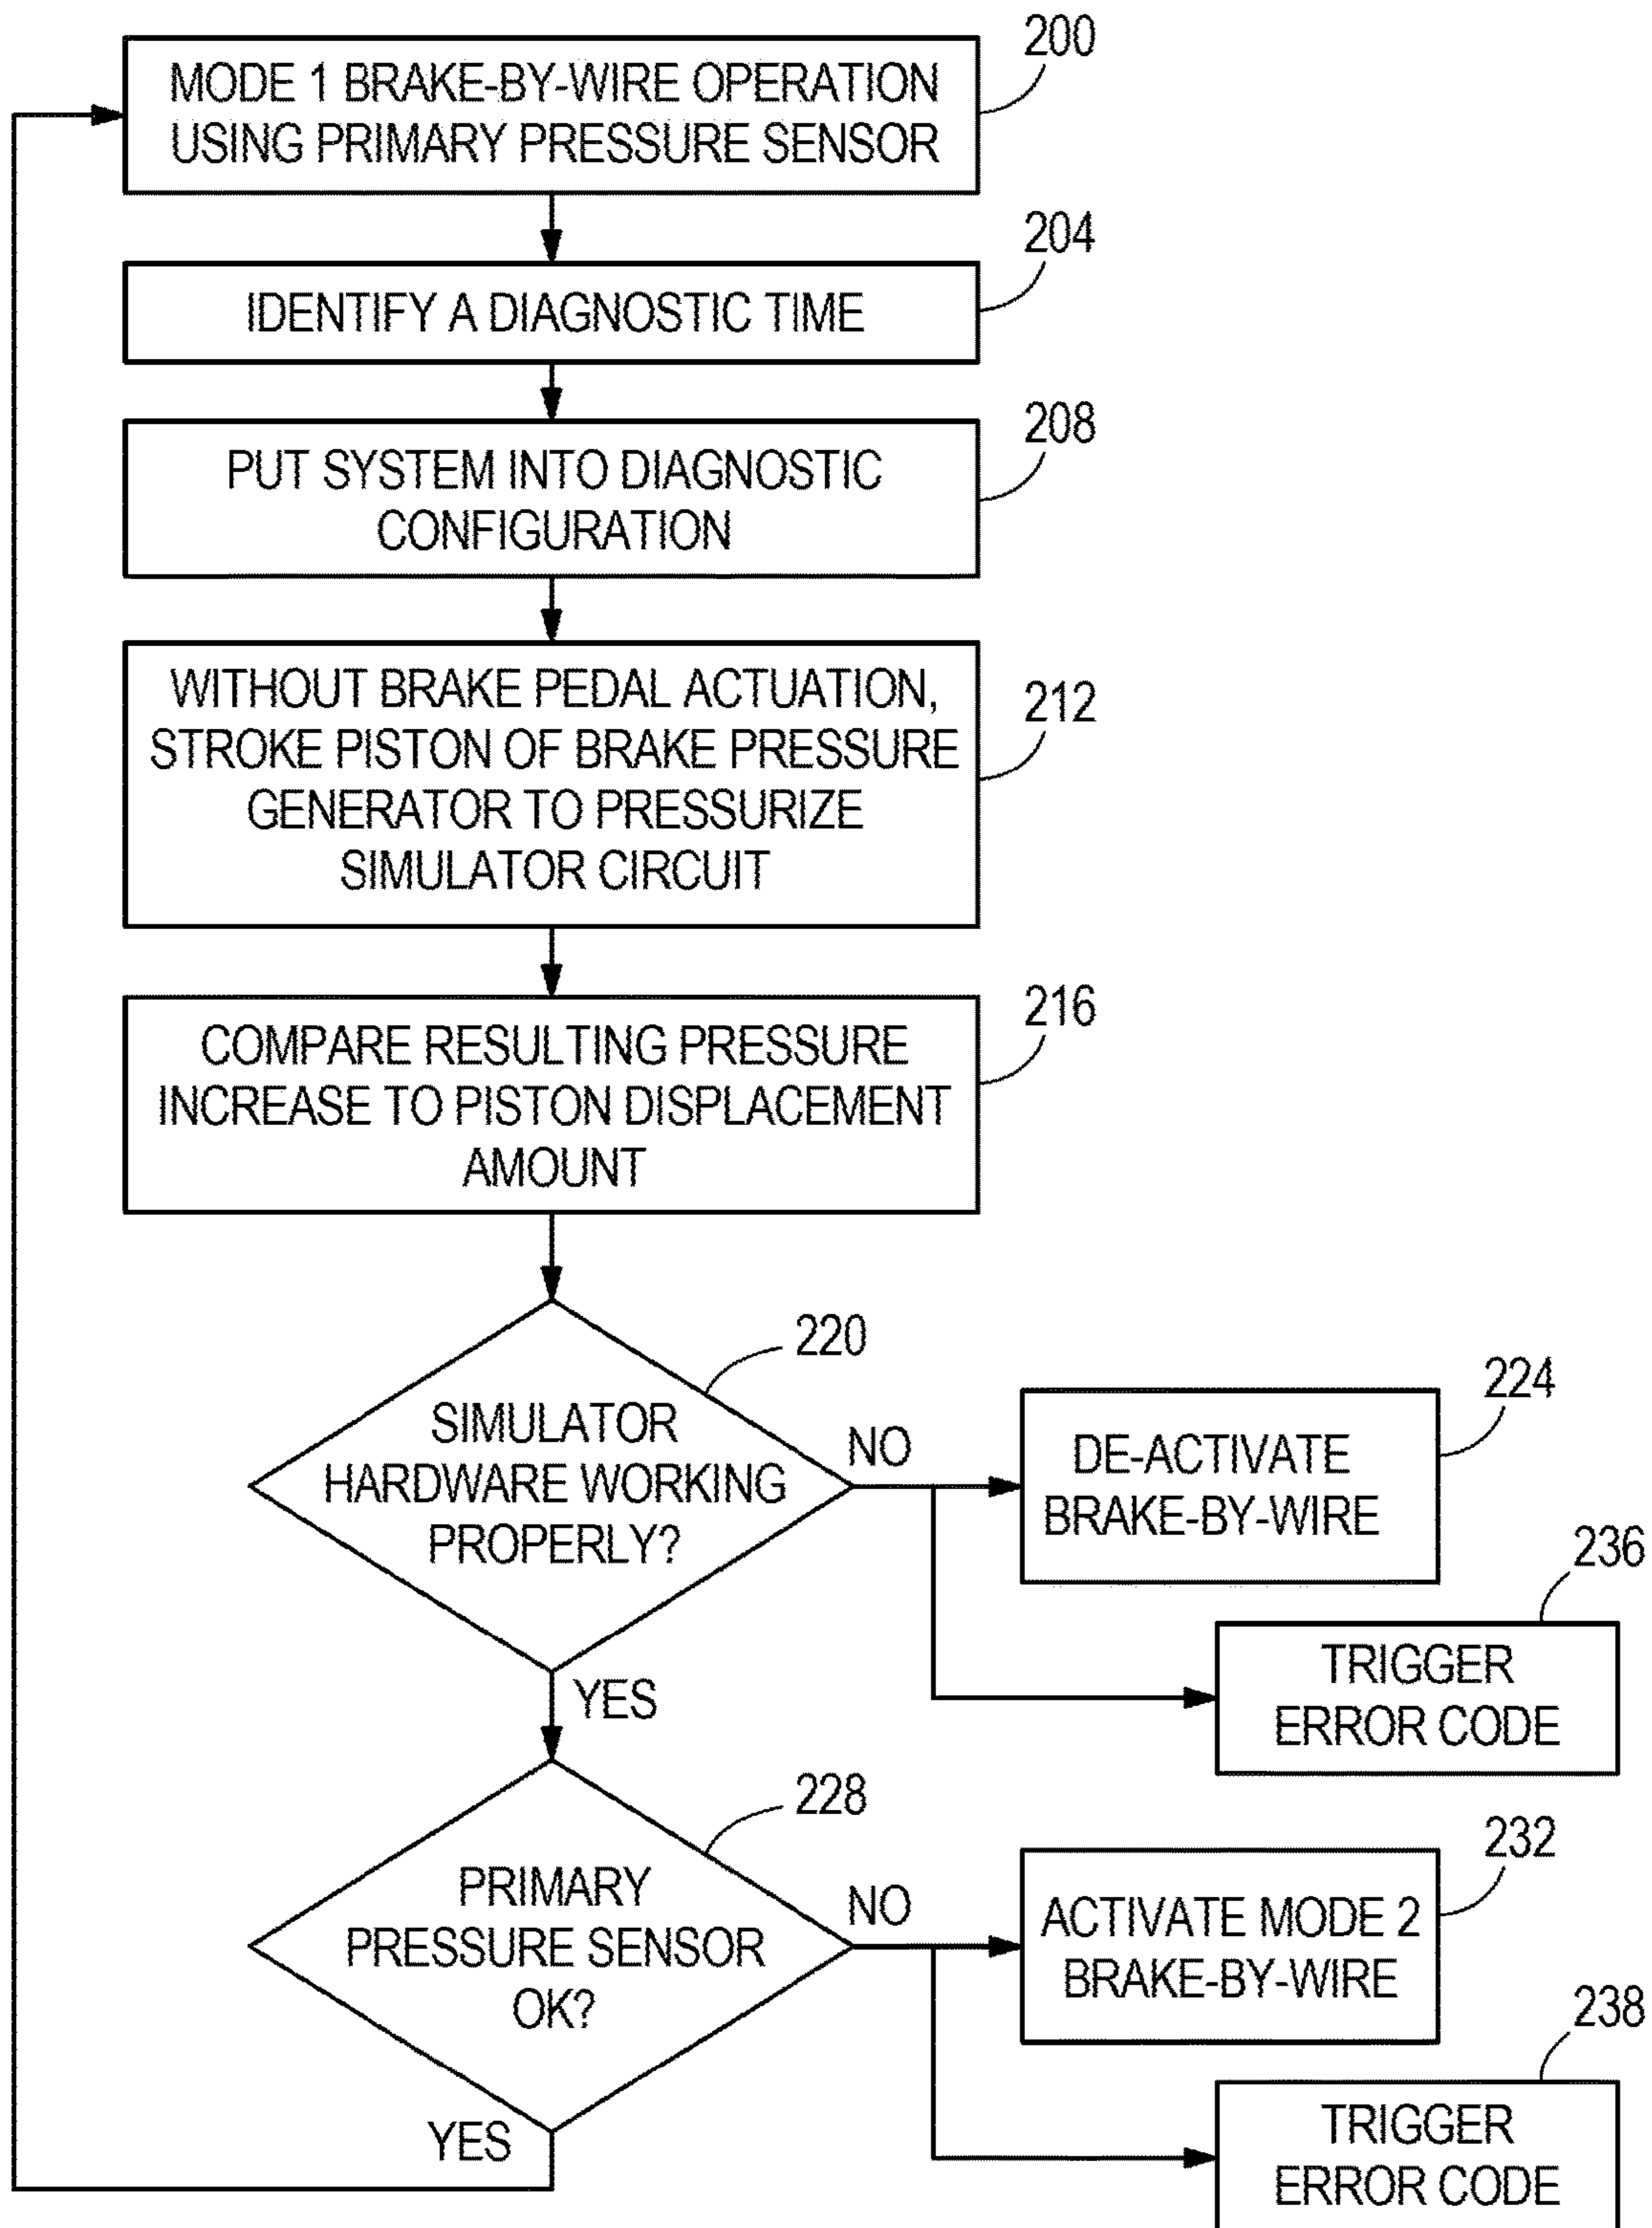 200
MODE 1 BRAKE-BY-WIRE OPERATION
USING PRIMARY PRESSURE SENSOR
204
IDENTIFY A DIAGNOSTIC TIME
208
PUT SYSTEM INTO DIAGNOSTIC
CONFIGURATION
212
WITHOUT BRAKE PEDAL ACTUATION,
STROKE PISTON OF BRAKE PRESSURE
GENERATOR TO PRESSURIZE
SIMULATOR CIRCUIT
216
COMPARE RESULTING PRESSURE
INCREASE TO PISTON DISPLACEMENT
AMOUNT
220
SIMULATOR
HARDWARE WORKING
PROPERLY?
NO
224
DE-ACTIVATE
BRAKE-BY-WIRE
236
TRIGGER
ERROR CODE
YES
228
PRIMARY
PRESSURE SENSOR
OK?
NO
232
ACTIVATE MODE 2
BRAKE-BY-WIRE
238
TRIGGER
ERROR CODE
YES